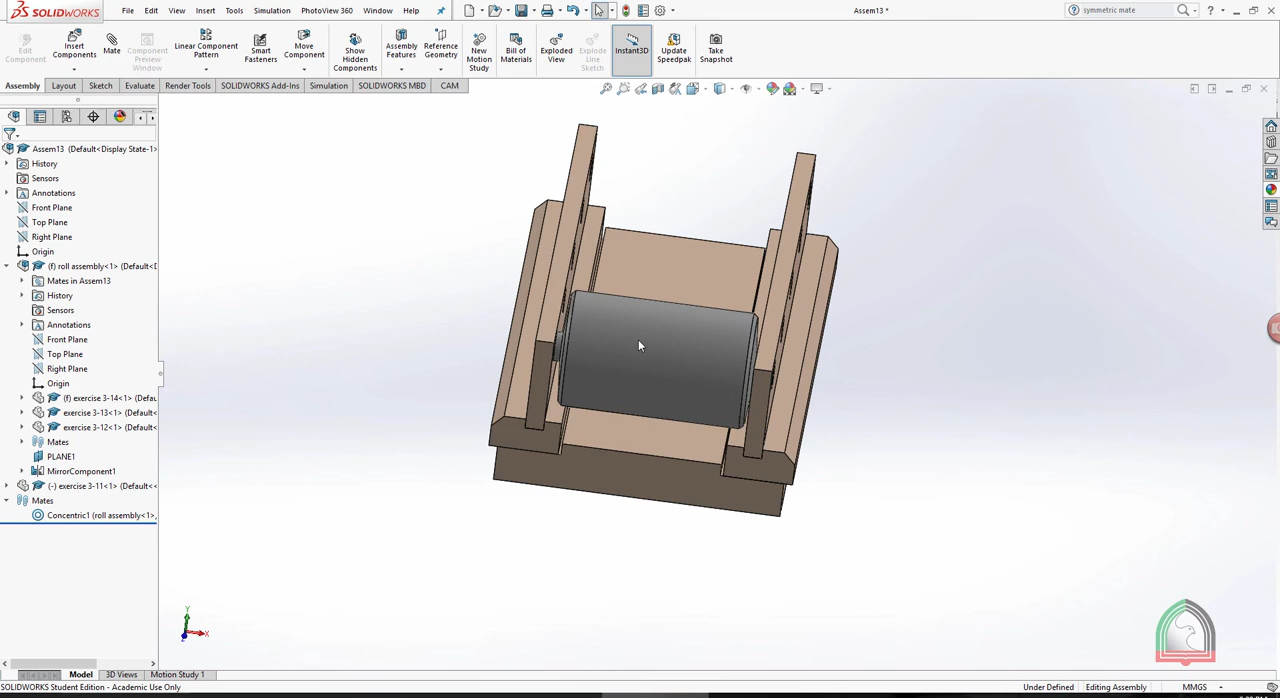 SOLIDWORKS
File
Edit
View
Insert
Tools
Simulation
PhotoView 360
Window
Help
Assem13 *
symmetric mate
Edit Component
Insert Components
Mate
Component Preview Window
Linear Component Pattern
Smart Fasteners
Move Component
Show Hidden Components
Assembly Features
Reference Geometry
New Motion Study
Bill of Materials
Exploded View
Explode Line Sketch
Instant3D
Update Speedpak
Take Snapshot
Assembly
Layout
Sketch
Evaluate
Render Tools
SOLIDWORKS Add-Ins
Simulation
SOLIDWORKS MBD
CAM
Assem13 (Default<Display State-1>
History
Sensors
Annotations
Front Plane
Top Plane
Right Plane
Origin
(f) roll assembly<1> (Default<D
Mates in Assem13
History
Sensors
Annotations
Front Plane
Top Plane
Right Plane
Origin
(f) exercise 3-14<1> (Defau
exercise 3-13<1> (Default<
exercise 3-12<1> (Default<
Mates
PLANE1
MirrorComponent1
(-) exercise 3-11<1> (Default<<
Mates
Concentric1 (roll assembly<1>,
Y
X
Model
3D Views
Motion Study 1
SOLIDWORKS Student Edition - Academic Use Only
Under Defined
Editing Assembly
MMGS